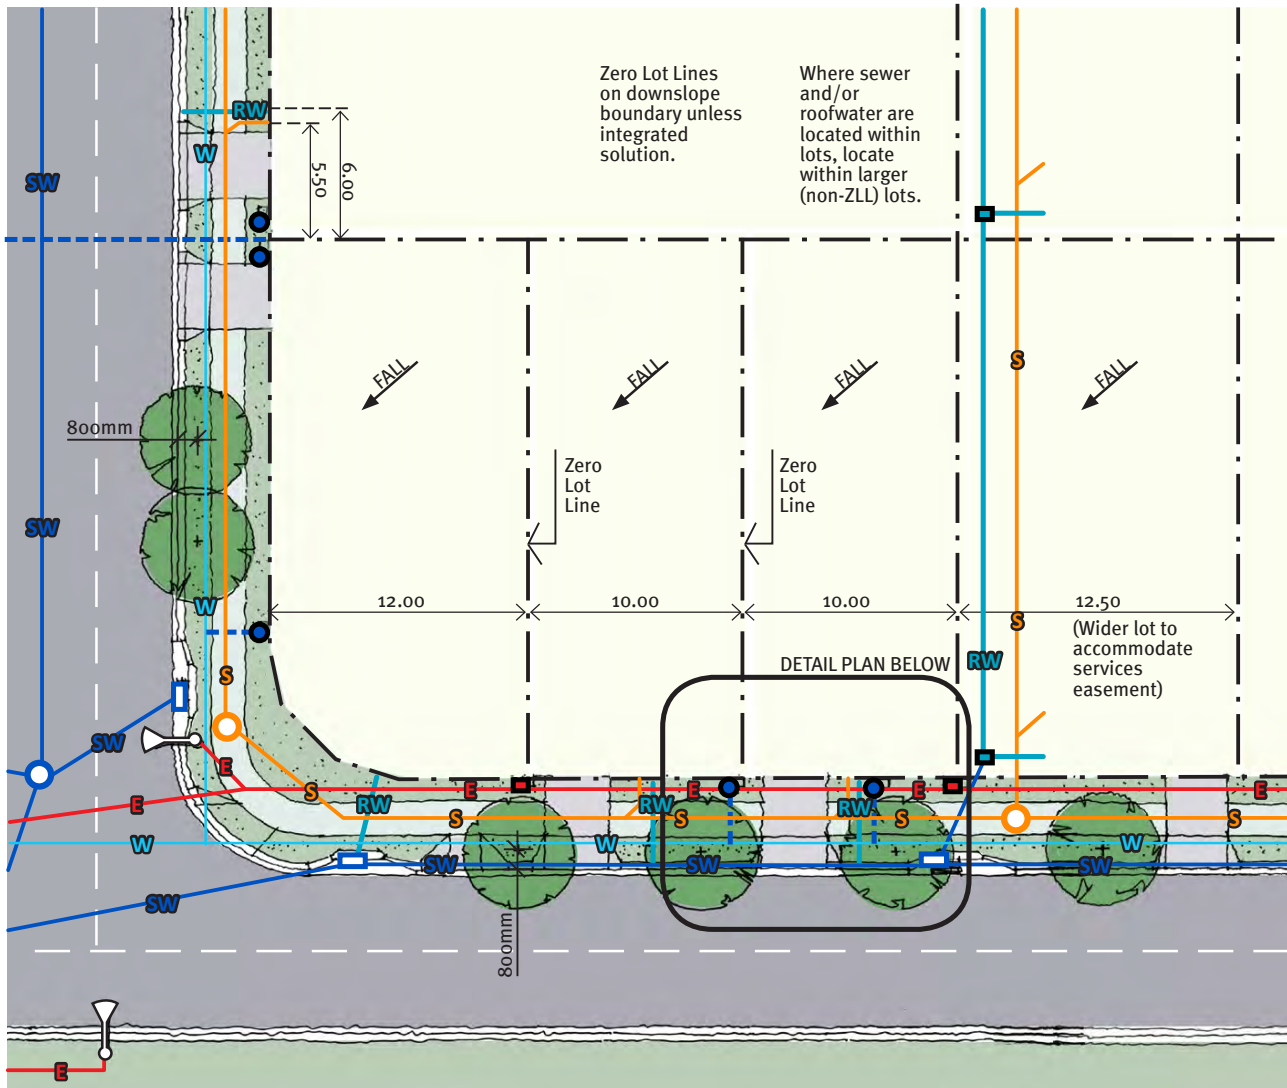 Zero Lot Lines
on downslope
boundary unless
integrated
solution.
Where sewer
and/or
roofwater are
located within
lots, locate
within larger
(non-ZLL) lots.
RW
W
5.50
6.00
SW
FALL
FALL
FALL
FALL
S
800mm
Zero
Lot
Line
Zero
Lot
Line
SW
W
12.00
10.00
10.00
12.50
(Wider lot to
accommodate
services
easement)
S
S
DETAIL PLAN BELOW
RW
SW
E
E
S
RW
E
RW
S
E
RW
S
E
S
W
S
W
W
SW
SW
SW
SW
800mm
E